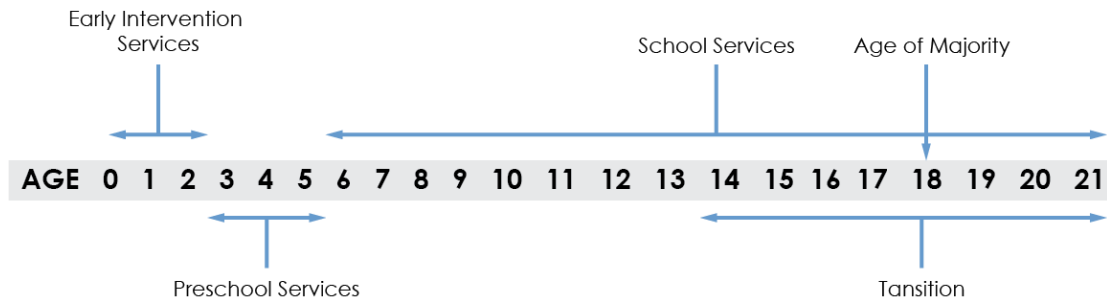 Early Intervention
Services
School Services
Age of Majority
AGE 0 1 2 3 4 5 6 7 8 9 10 11 12 13 14 15 16 17 18 19 20 21
Preschool Services
Tansition